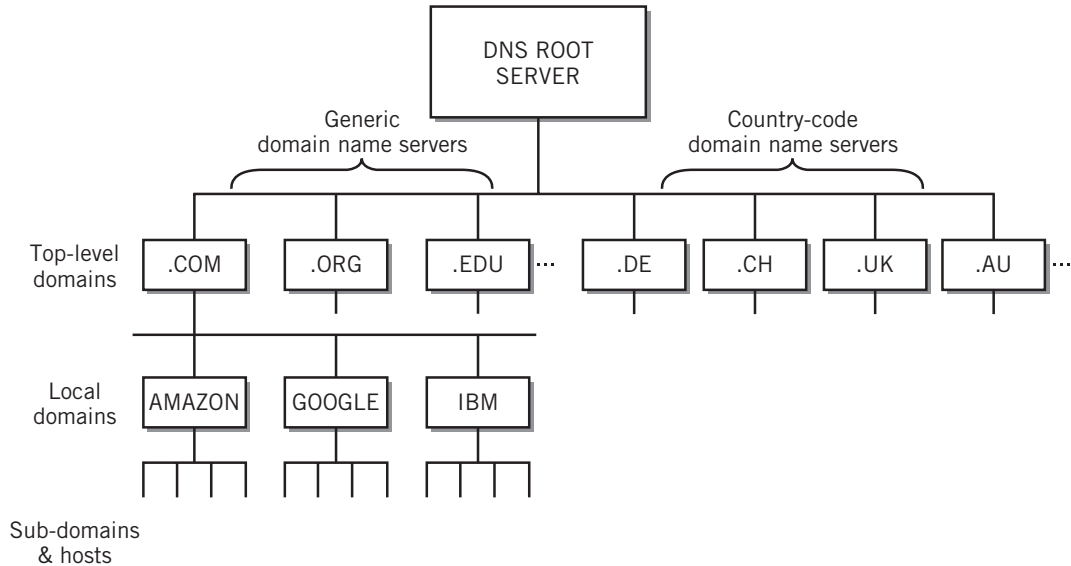 DNS ROOT
SERVER
Generic
domain name servers
Country-code
domain name servers
Top-level
domains
.COM
.ORG
.EDU
...
.DE
.CH
.UK
.AU
...
Local
domains
AMAZON
GOOGLE
IBM
Sub-domains
& hosts